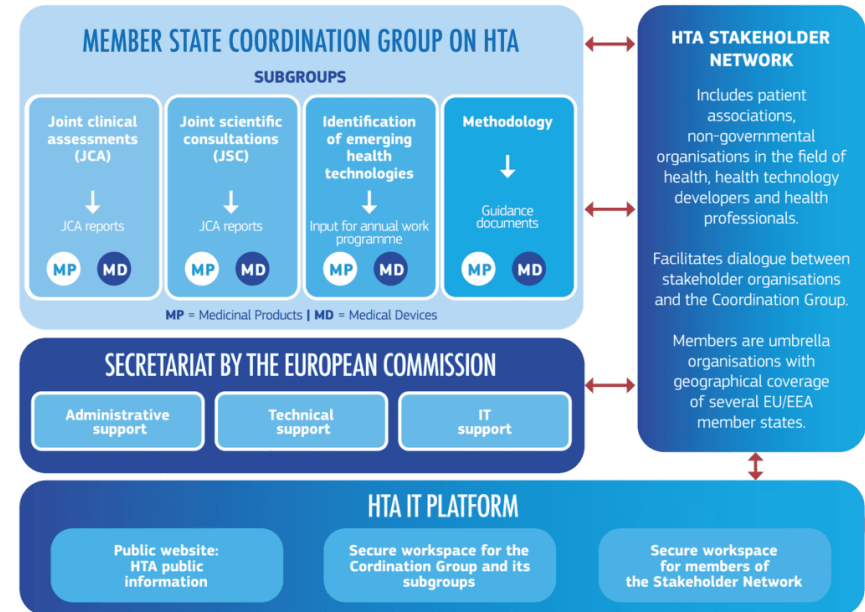 MEMBER STATE COORDINATION GROUP ON HTA
SUBGROUPS
Joint clinical
assessments
(JCA)
JCA reports
MP MD
Joint scientific
consultations
(JSC)
JCA reports
MP MD
Identification
of emerging
health
technologies
Input for annual work
programme
MP MD
Methodology
Guidance
documents
MP MD
MP = Medicinal Products | MD = Medical Devices
HTA STAKEHOLDER
NETWORK
Includes patient
associations,
non-governmental
organisations in the field of
health, health technology
developers and health
professionals.
Facilitates dialogue between
stakeholder organisations
and the Coordination Group.
Members are umbrella
organisations with
geographical coverage
of several EU/EEA
member states.
SECRETARIAT BY THE EUROPEAN COMMISSION
Administrative
support
Technical
support
IT
support
HTA IT PLATFORM
Public website:
HTA public
information
Secure workspace for the
Cordination Group and its
subgroups
Secure workspace
for members of
the Stakeholder Network